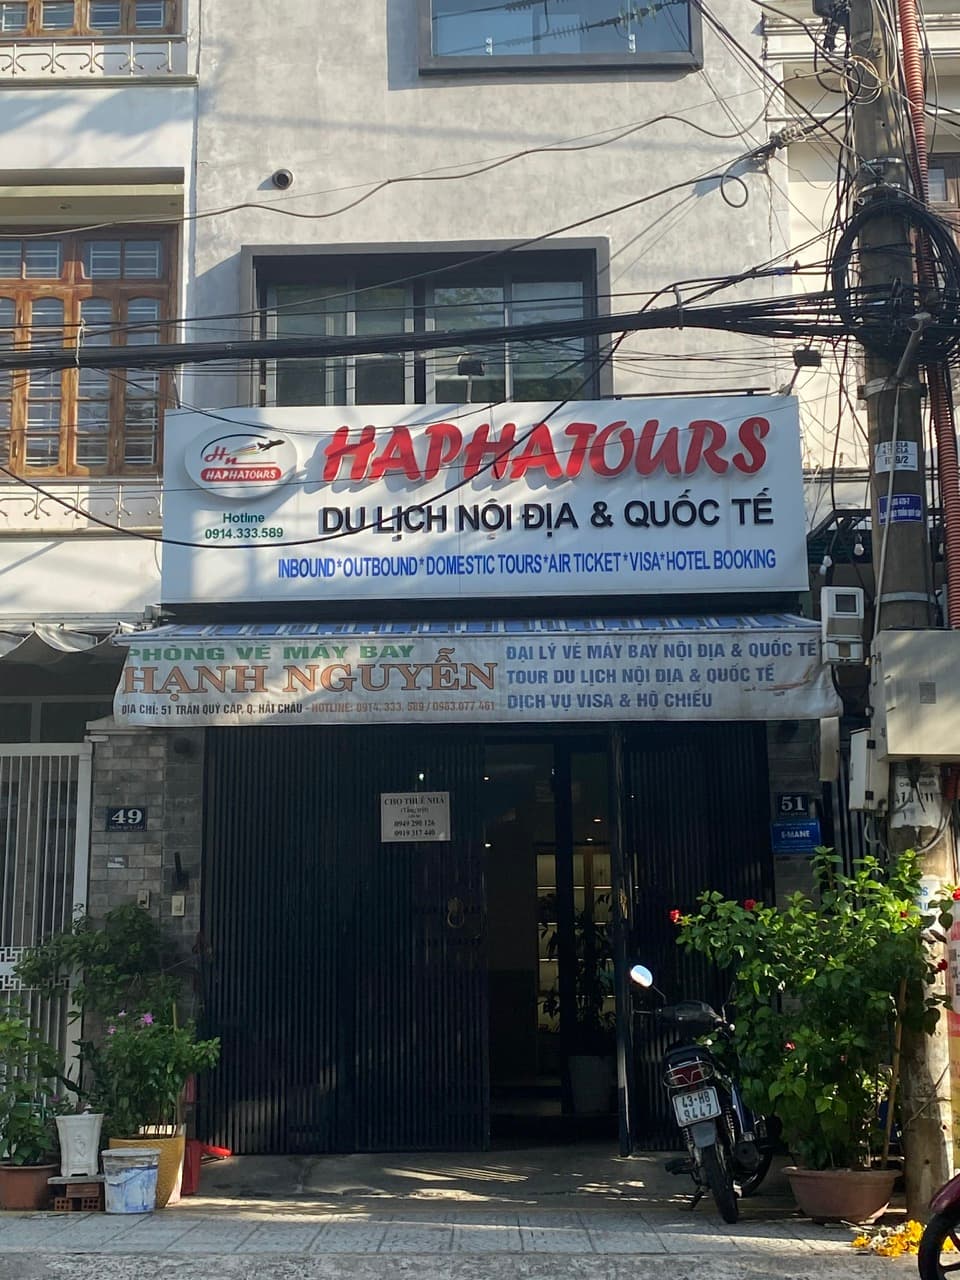 Hn
HAPHATOURS
Hotline
0914.333.589
HAPHATOURS
DU LỊCH NỘI ĐỊA & QUỐC TẾ
INBOUND*OUTBOUND*DOMESTIC TOURS*AIR TICKET*VISA*HOTEL BOOKING
PHÒNG VÉ MÁY BAY
HẠNH NGUYỄN
ĐỊA CHỈ: 51 TRẦN QUÝ CÁP, Q. HẢI CHÂU - HOTLINE: 0914. 333. 589 / 0983.077 461
ĐẠI LÝ VÉ MÁY BAY NỘI ĐỊA & QUỐC TẾ
TOUR DU LỊCH NỘI ĐỊA & QUỐC TẾ
DỊCH VỤ VISA & HỘ CHIẾU
CHO THUÊ NHÀ
(Tầng trệt)
0949 290 126
0919 317 440
49
51
E-MANE
43-H8
9447